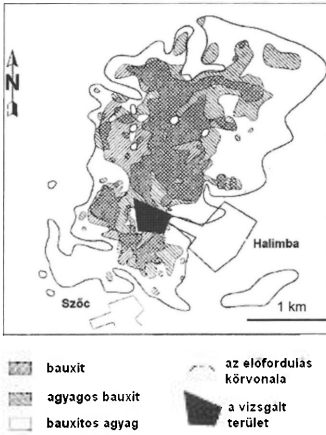 N
Halimba
Szőc
1 km
bauxit
agyagos bauxit
bauxitos agyag
az előfordulás
körvonala
a vizsgált
terület